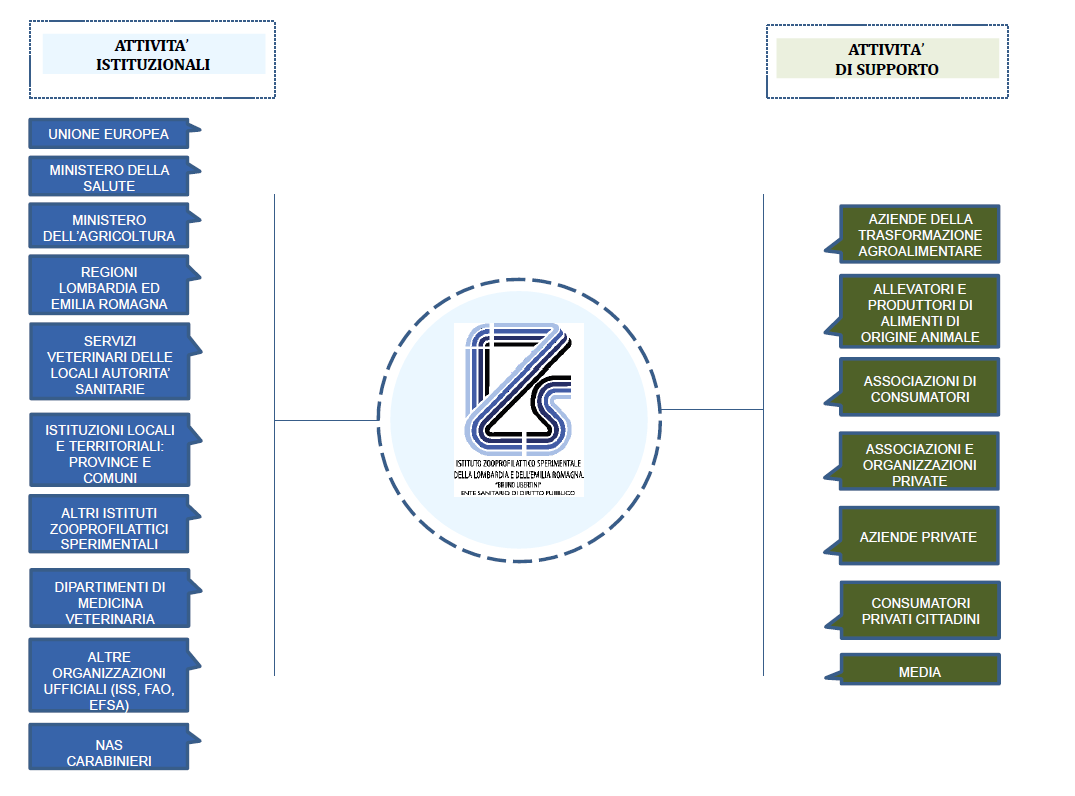 ATTIVITA’
ISTITUZIONALI
UNIONE EUROPEA
MINISTERO DELLA
SALUTE
MINISTERO
DELL’AGRICOLTURA
REGIONI
LOMBARDIA ED
EMILIA ROMAGNA
SERVIZI
VETERINARI DELLE
LOCALI AUTORITA’
SANITARIE
ISTITUZIONI LOCALI
E TERRITORIALI:
PROVINCE E
COMUNI
ALTRI ISTITUTI
ZOOPROFILATTICI
SPERIMENTALI
DIPARTIMENTI DI
MEDICINA
VETERINARIA
ALTRE
ORGANIZZAZIONI
UFFICIALI (ISS, FAO,
EFSA)
NAS
CARABINIERI
ISTITUTO ZOOPROFILATTICO SPERIMENTALE
DELLA LOMBARDIA E DELL'EMILIA ROMAGNA
"BRUNO UBERTINI"
ENTE SANITARIO DI DIRITTO PUBBLICO
ATTIVITA’
DI SUPPORTO
AZIENDE DELLA
TRASFORMAZIONE
AGROALIMENTARE
ALLEVATORI E
PRODUTTORI DI
ALIMENTI DI
ORIGINE ANIMALE
ASSOCIAZIONI DI
CONSUMATORI
ASSOCIAZIONI E
ORGANIZZAZIONI
PRIVATE
AZIENDE PRIVATE
CONSUMATORI
PRIVATI CITTADINI
MEDIA